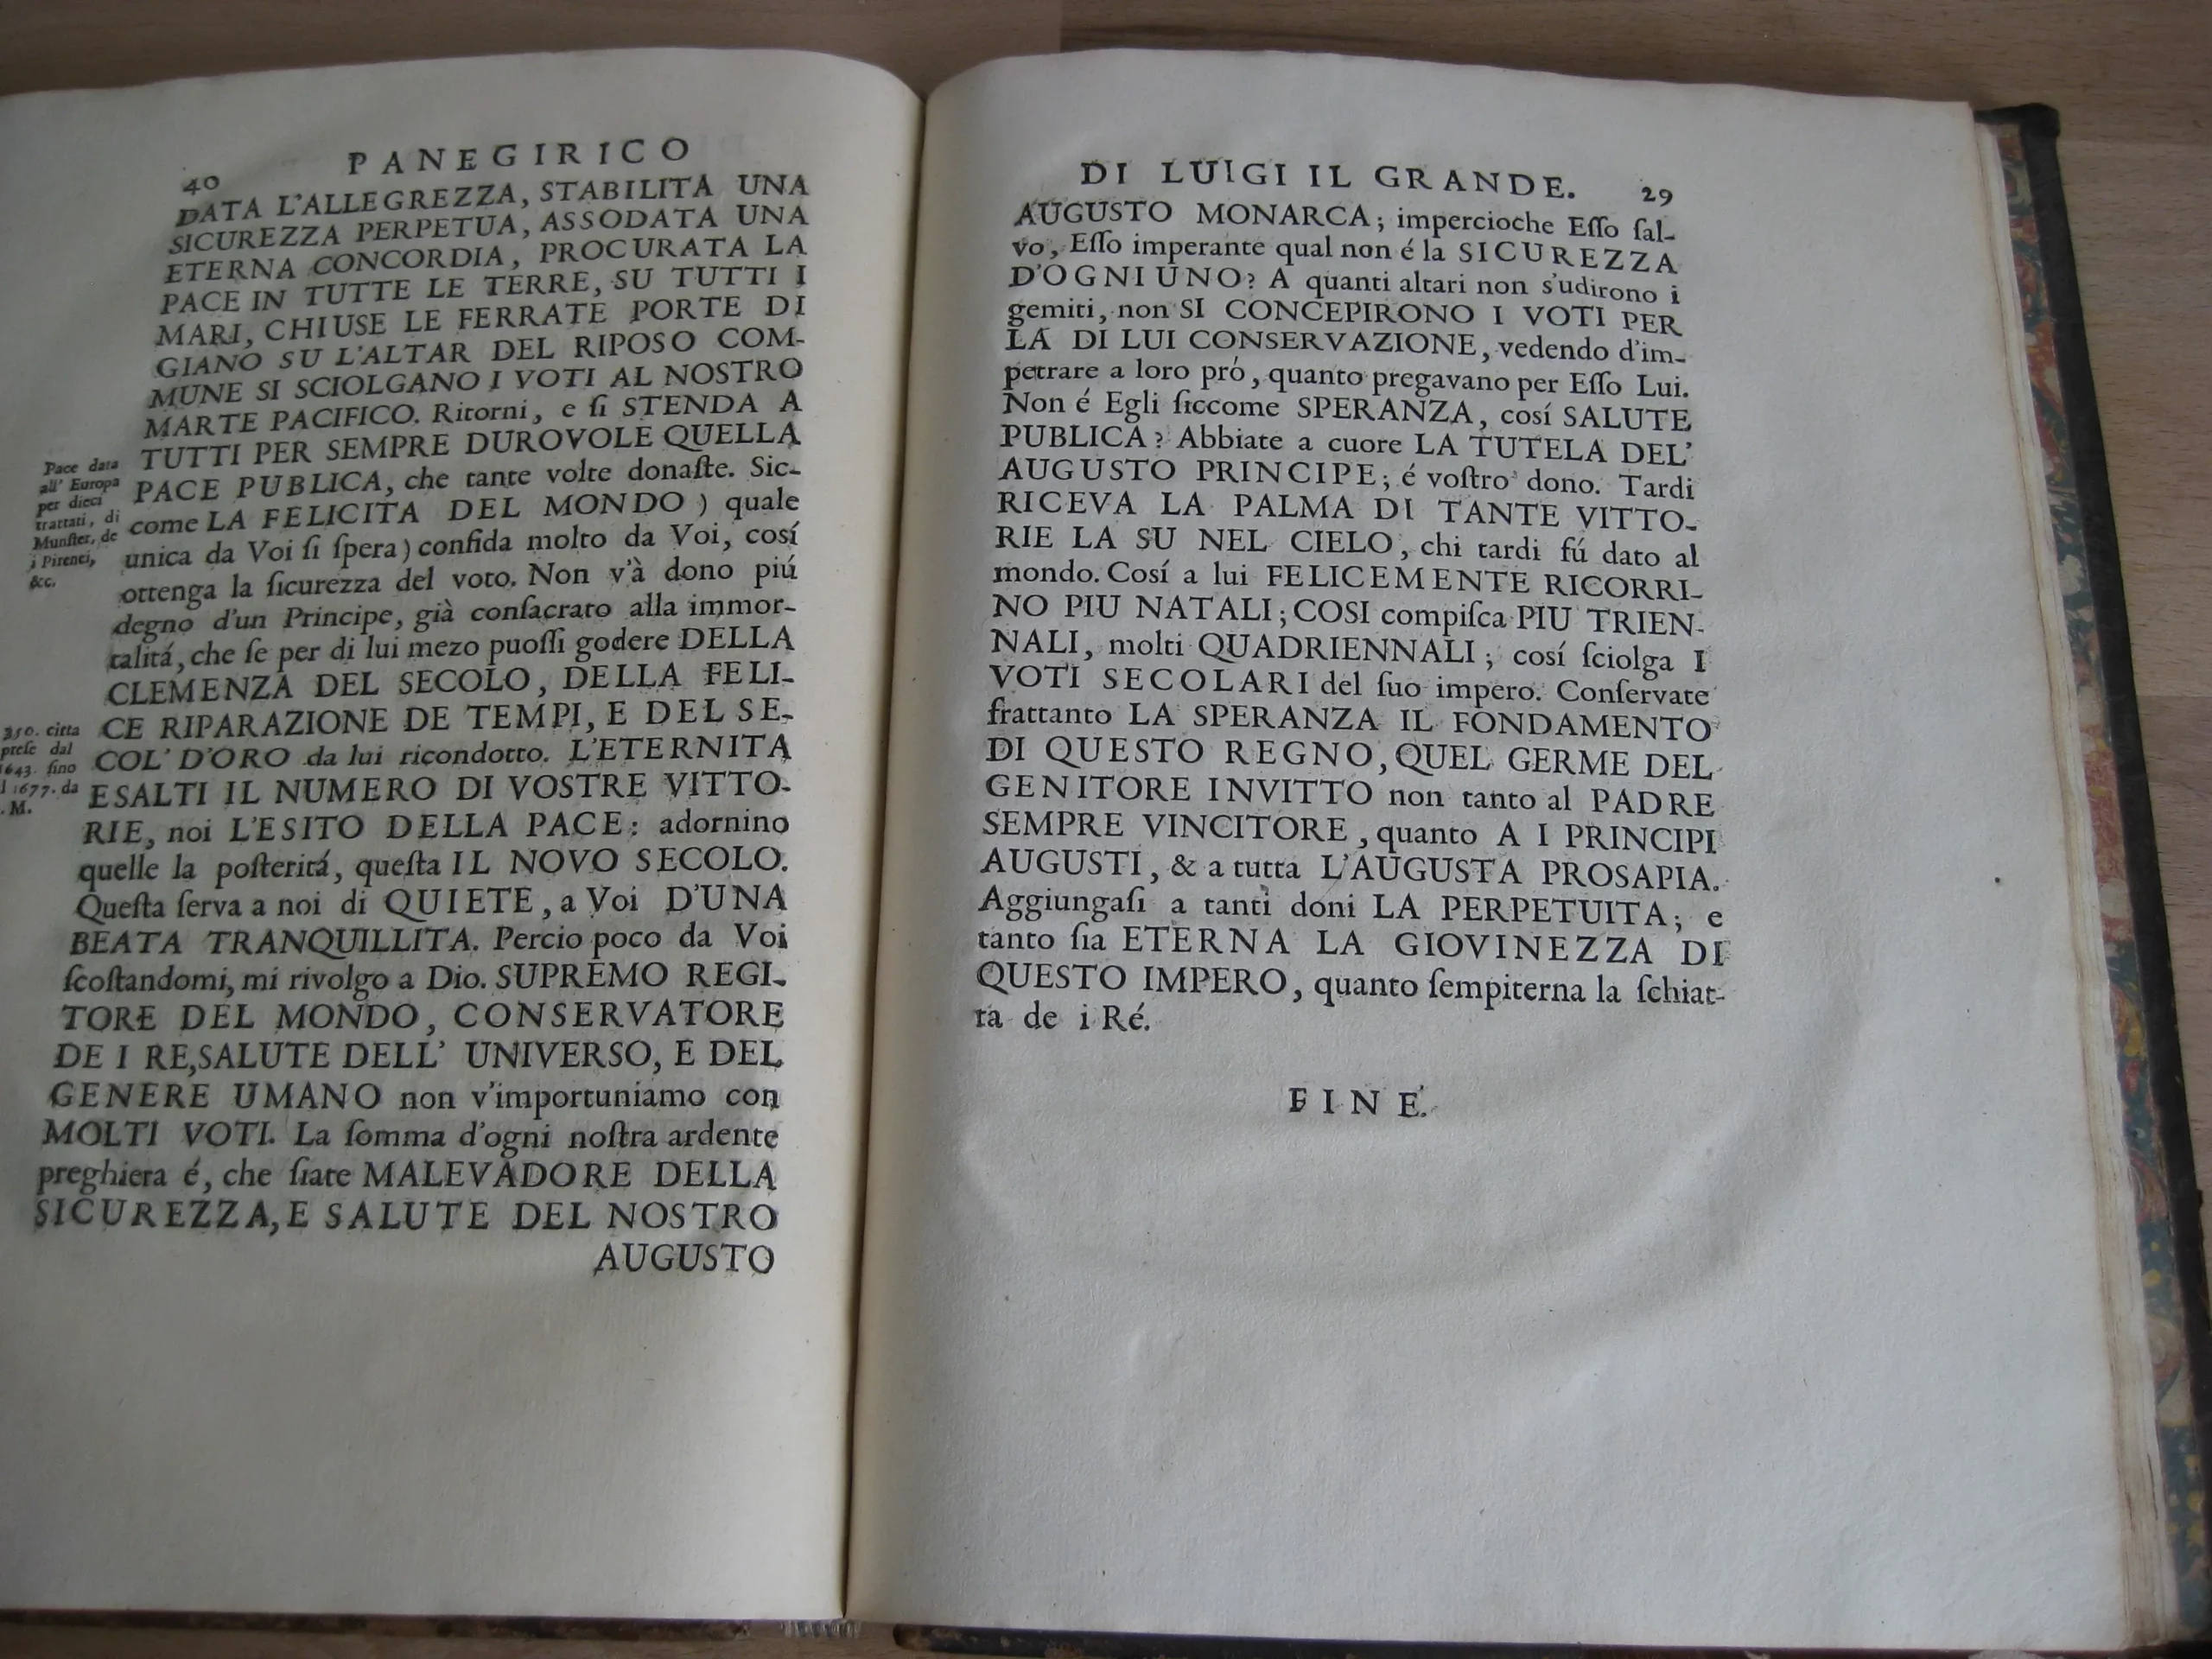 40 PANEGIRICO
DATA L'ALLEGREZZA, STABILITA UNA
SICUREZZA PERPETUA, ASSODATA UNA
ETERNA CONCORDIA, PROCURATA LA
PACE IN TUTTE LE TERRE, SU TUTTI I
MARI, CHIUSE LE FERRATE PORTE DI
GIANO SU L'ALTAR DEL RIPOSO COM-
MUNE SI SCIOLGANO I VOTI AL NOSTRO
MARTE PACIFICO. Ritorni, e ſi STENDA A
TUTTI PER SEMPRE DUROVOLE QUELLA
PACE PUBLICA, che tante volte donaſte. Sic-
come LA FELICITA DEL MONDO ) quale
unica da Voi ſi ſpera) confida molto da Voi, cosí
ottenga la ſicurezza del voto. Non v'à dono piú
degno d'un Principe, già conſacrato alla immor-
talitá, che ſe per di lui mezo puoſſi godere DELLA
CLEMENZA DEL SECOLO, DELLA FELI-
CE RIPARAZIONE DE TEMPI, E DEL SE-
COL' D'ORO da lui ricondotto. L'ETERNITA
ESALTI IL NUMERO DI VOSTRE VITTO-
RIE, noi L'ESITO DELLA PACE: adornino
quelle la poſteritá, queſta IL NOVO SECOLO.
Queſta ſerva a noi di QUIETE, a Voi D'UNA
BEATA TRANQUILLITA. Percio poco da Voi
ſcoſtandomi, mi rivolgo a Dio. SUPREMO REGI-
TORE DEL MONDO, CONSERVATORE
DE I RE, SALUTE DELL' UNIVERSO, E DEL
GENERE UMANO non v'importuniamo con
MOLTI VOTI. La ſomma d'ogni noſtra ardente
preghiera é, che ſiate MALEVADORE DELLA
SICUREZZA, E SALUTE DEL NOSTRO
AUGUSTO
Pace data
all' Europa
per dieci
trattati, di
Munſter, de
i Pirenei,
&c.
350. citta
preſe dal
1643. fino
l 1677. da
. M.
DI LUIGI IL GRANDE. 29
AUGUSTO MONARCA; impercioche Eſſo ſal-
vo, Eſſo imperante qual non é la SICUREZZA
D'OGNIUNO? A quanti altari non s'udirono i
gemiti, non SI CONCEPIRONO I VOTI PER
LA DI LUI CONSERVAZIONE, vedendo d'im-
petrare a loro pró, quanto pregavano per Eſſo Lui.
Non é Egli ſiccome SPERANZA, cosí SALUTE
PUBLICA? Abbiate a cuore LA TUTELA DEL'
AUGUSTO PRINCIPE; é voſtro dono. Tardi
RICEVA LA PALMA DI TANTE VITTO-
RIE LA SU NEL CIELO, chi tardi fú dato al
mondo. Cosí a lui FELICEMENTE RICORRI-
NO PIU NATALI; COSI compiſca PIU TRIEN-
NALI, molti QUADRIENNALI; cosí ſciolga I
VOTI SECOLARI del ſuo impero. Conſervate
frattanto LA SPERANZA IL FONDAMENTO
DI QUESTO REGNO, QUEL GERME DEL
GENITORE INVITTO non tanto al PADRE
SEMPRE VINCITORE, quanto A I PRINCIPI
AUGUSTI, & a tutta L'AUGUSTA PROSAPIA.
Aggiungaſi a tanti doni LA PERPETUITA; e
tanto ſia ETERNA LA GIOVINEZZA DI
QUESTO IMPERO, quanto ſempiterna la ſchiat-
ta de i Ré.
FINE.